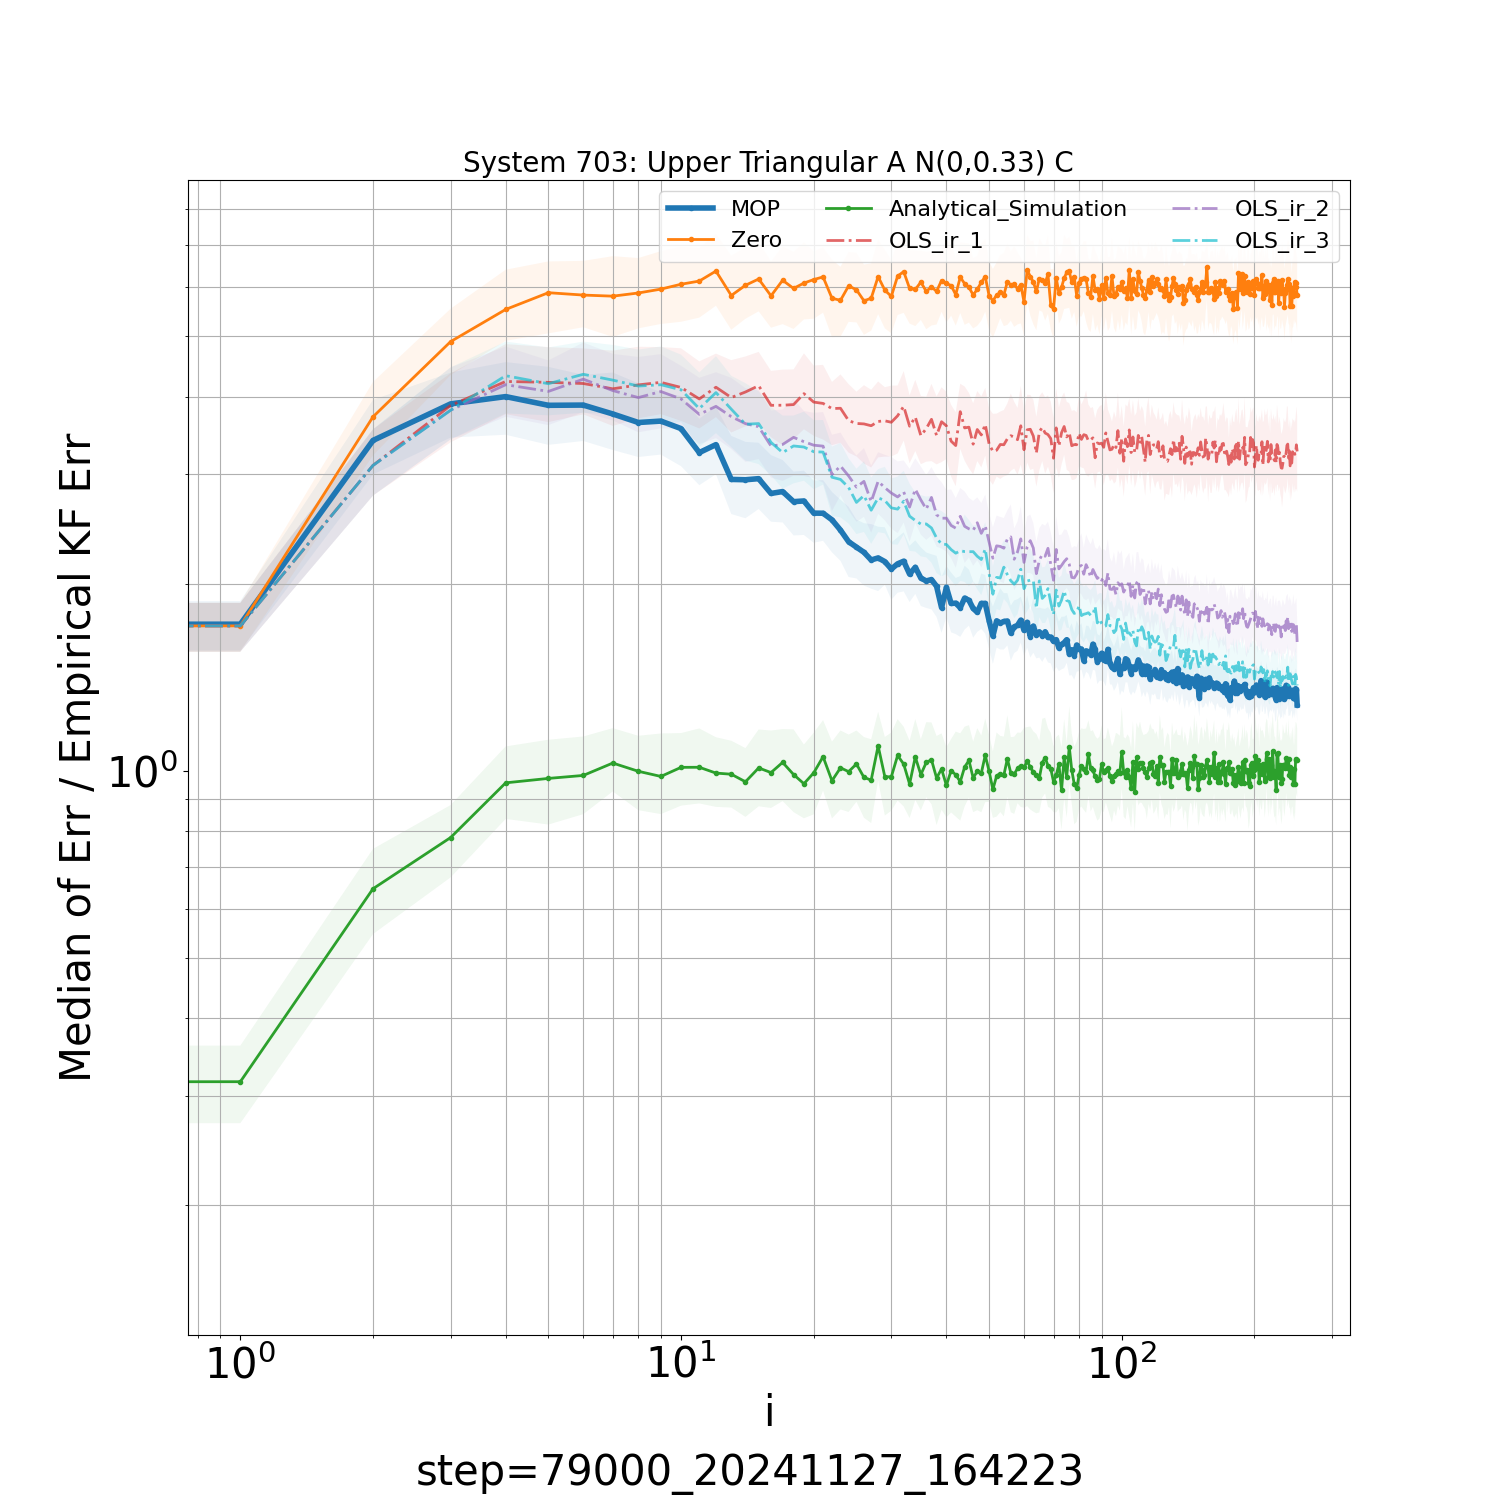 System 703: Upper Triangular A N(0,0.33) C
MOP
Zero
Analytical_Simulation
OLS_ir_1
OLS_ir_2
OLS_ir_3
Median of Err / Empirical KF Err
10⁰
10⁰
10¹
10²
i
step=79000_20241127_164223